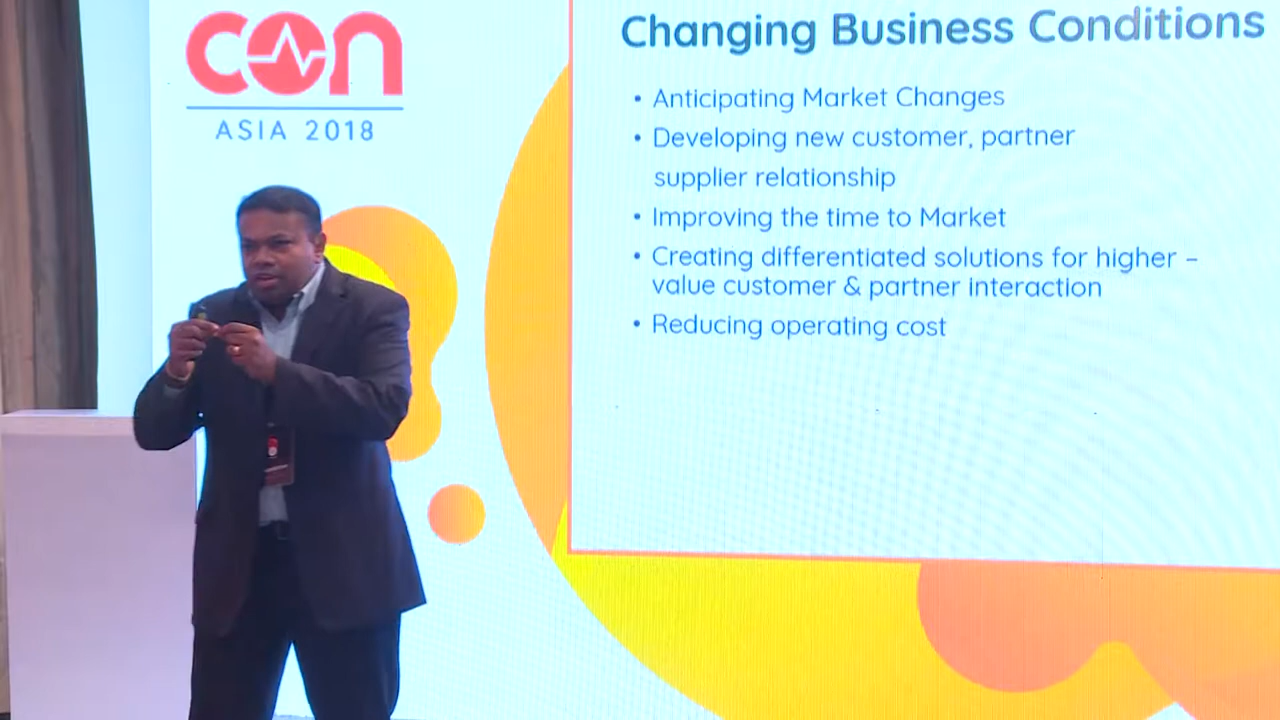 con
ASIA 2018
Changing Business Conditions
• Anticipating Market Changes
• Developing new customer, partner
supplier relationship
• Improving the time to Market
• Creating differentiated solutions for higher –
value customer & partner interaction
• Reducing operating cost